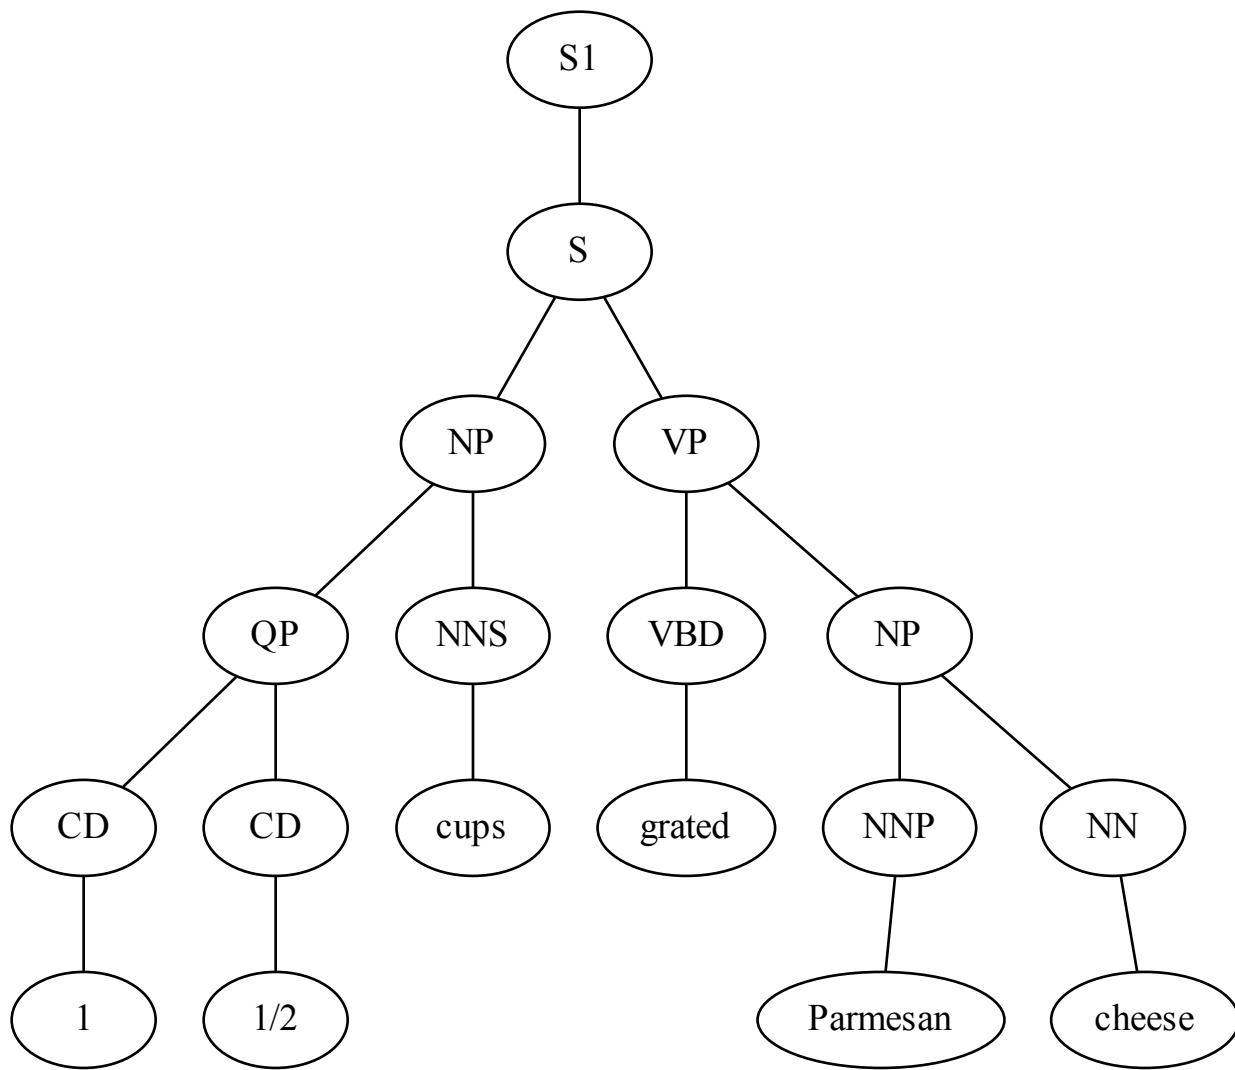 S1
S
NP VP
QP NNS VBD NP
CD CD cups grated NNP NN
1 1/2 Parmesan cheese